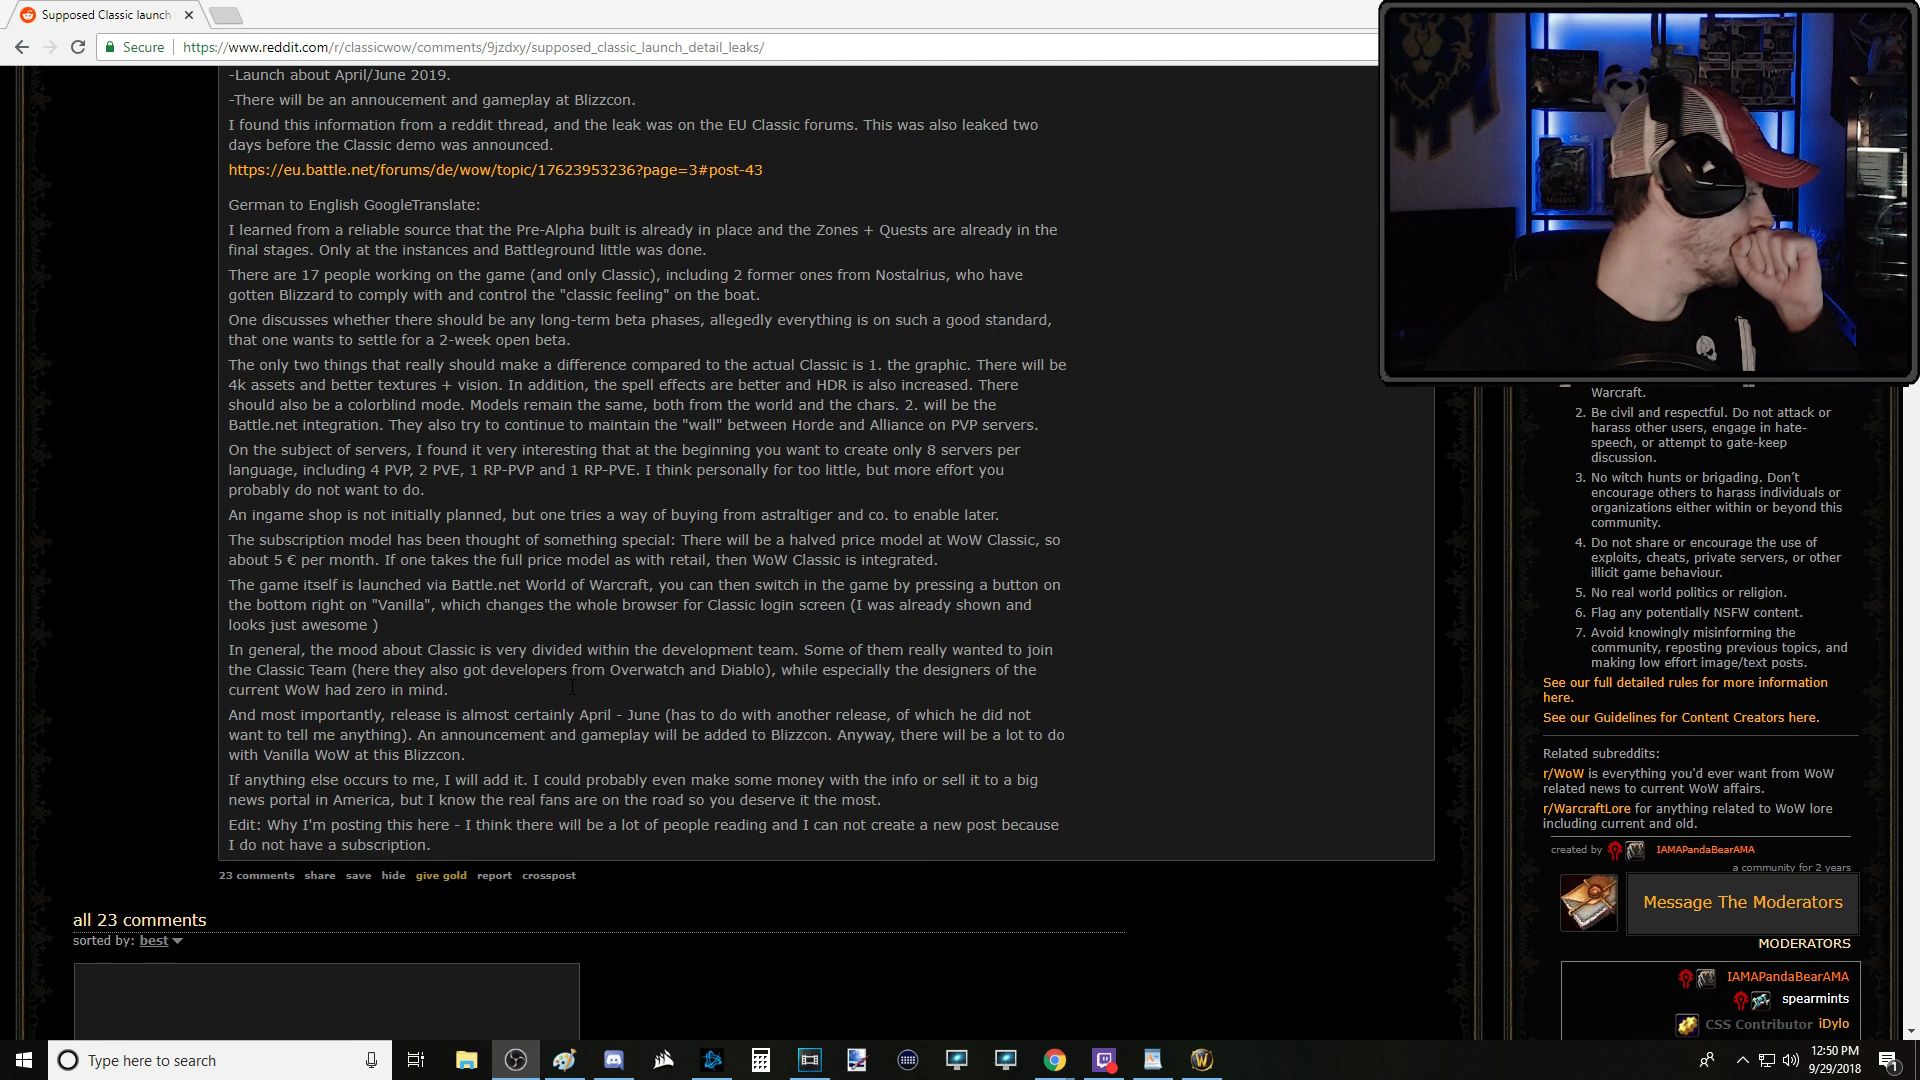 Supposed Classic launch
Secure
https://www.reddit.com/r/classicwow/comments/9jzdxy/supposed_classic_launch_detail_leaks/
-Launch about April/June 2019.
-There will be an annoucement and gameplay at Blizzcon.
I found this information from a reddit thread, and the leak was on the EU Classic forums. This was also leaked two
days before the Classic demo was announced.
https://eu.battle.net/forums/de/wow/topic/17623953236?page=3#post-43
German to English GoogleTranslate:
I learned from a reliable source that the Pre-Alpha built is already in place and the Zones + Quests are already in the
final stages. Only at the instances and Battleground little was done.
There are 17 people working on the game (and only Classic), including 2 former ones from Nostalrius, who have
gotten Blizzard to comply with and control the "classic feeling" on the boat.
One discusses whether there should be any long-term beta phases, allegedly everything is on such a good standard,
that one wants to settle for a 2-week open beta.
The only two things that really should make a difference compared to the actual Classic is 1. the graphic. There will be
4k assets and better textures + vision. In addition, the spell effects are better and HDR is also increased. There
should also be a colorblind mode. Models remain the same, both from the world and the chars. 2. will be the
Battle.net integration. They also try to continue to maintain the "wall" between Horde and Alliance on PVP servers.
On the subject of servers, I found it very interesting that at the beginning you want to create only 8 servers per
language, including 4 PVP, 2 PVE, 1 RP-PVP and 1 RP-PVE. I think personally for too little, but more effort you
probably do not want to do.
An ingame shop is not initially planned, but one tries a way of buying from astraltiger and co. to enable later.
The subscription model has been thought of something special: There will be a halved price model at WoW Classic, so
about 5 € per month. If one takes the full price model as with retail, then WoW Classic is integrated.
The game itself is launched via Battle.net World of Warcraft, you can then switch in the game by pressing a button on
the bottom right on "Vanilla", which changes the whole browser for Classic login screen (I was already shown and
looks just awesome )
In general, the mood about Classic is very divided within the development team. Some of them really wanted to join
the Classic Team (here they also got developers from Overwatch and Diablo), while especially the designers of the
current WoW had zero in mind.
And most importantly, release is almost certainly April - June (has to do with another release, of which he did not
want to tell me anything). An announcement and gameplay will be added to Blizzcon. Anyway, there will be a lot to do
with Vanilla WoW at this Blizzcon.
If anything else occurs to me, I will add it. I could probably even make some money with the info or sell it to a big
news portal in America, but I know the real fans are on the road so you deserve it the most.
Edit: Why I'm posting this here - I think there will be a lot of people reading and I can not create a new post because
I do not have a subscription.
23 comments share save hide give gold report crosspost
all 23 comments
sorted by: best
Warcraft.
2. Be civil and respectful. Do not attack or
harass other users, engage in hate-
speech, or attempt to gate-keep
discussion.
3. No witch hunts or brigading. Don't
encourage others to harass individuals or
organizations either within or beyond this
community.
4. Do not share or encourage the use of
exploits, cheats, private servers, or other
illicit game behaviour.
5. No real world politics or religion.
6. Flag any potentially NSFW content.
7. Avoid knowingly misinforming the
community, reposting previous topics, and
making low effort image/text posts.
See our full detailed rules for more information
here.
See our Guidelines for Content Creators here.
Related subreddits:
r/WoW is everything you'd ever want from WoW
related news to current WoW affairs.
r/WarcraftLore for anything related to WoW lore
including current and old.
created by IAMAPandaBearAMA
a community for 2 years
Message The Moderators
MODERATORS
IAMAPandaBearAMA
spearmints
CSS Contributor iDylo
Type here to search
12:50 PM
9/29/2018
1